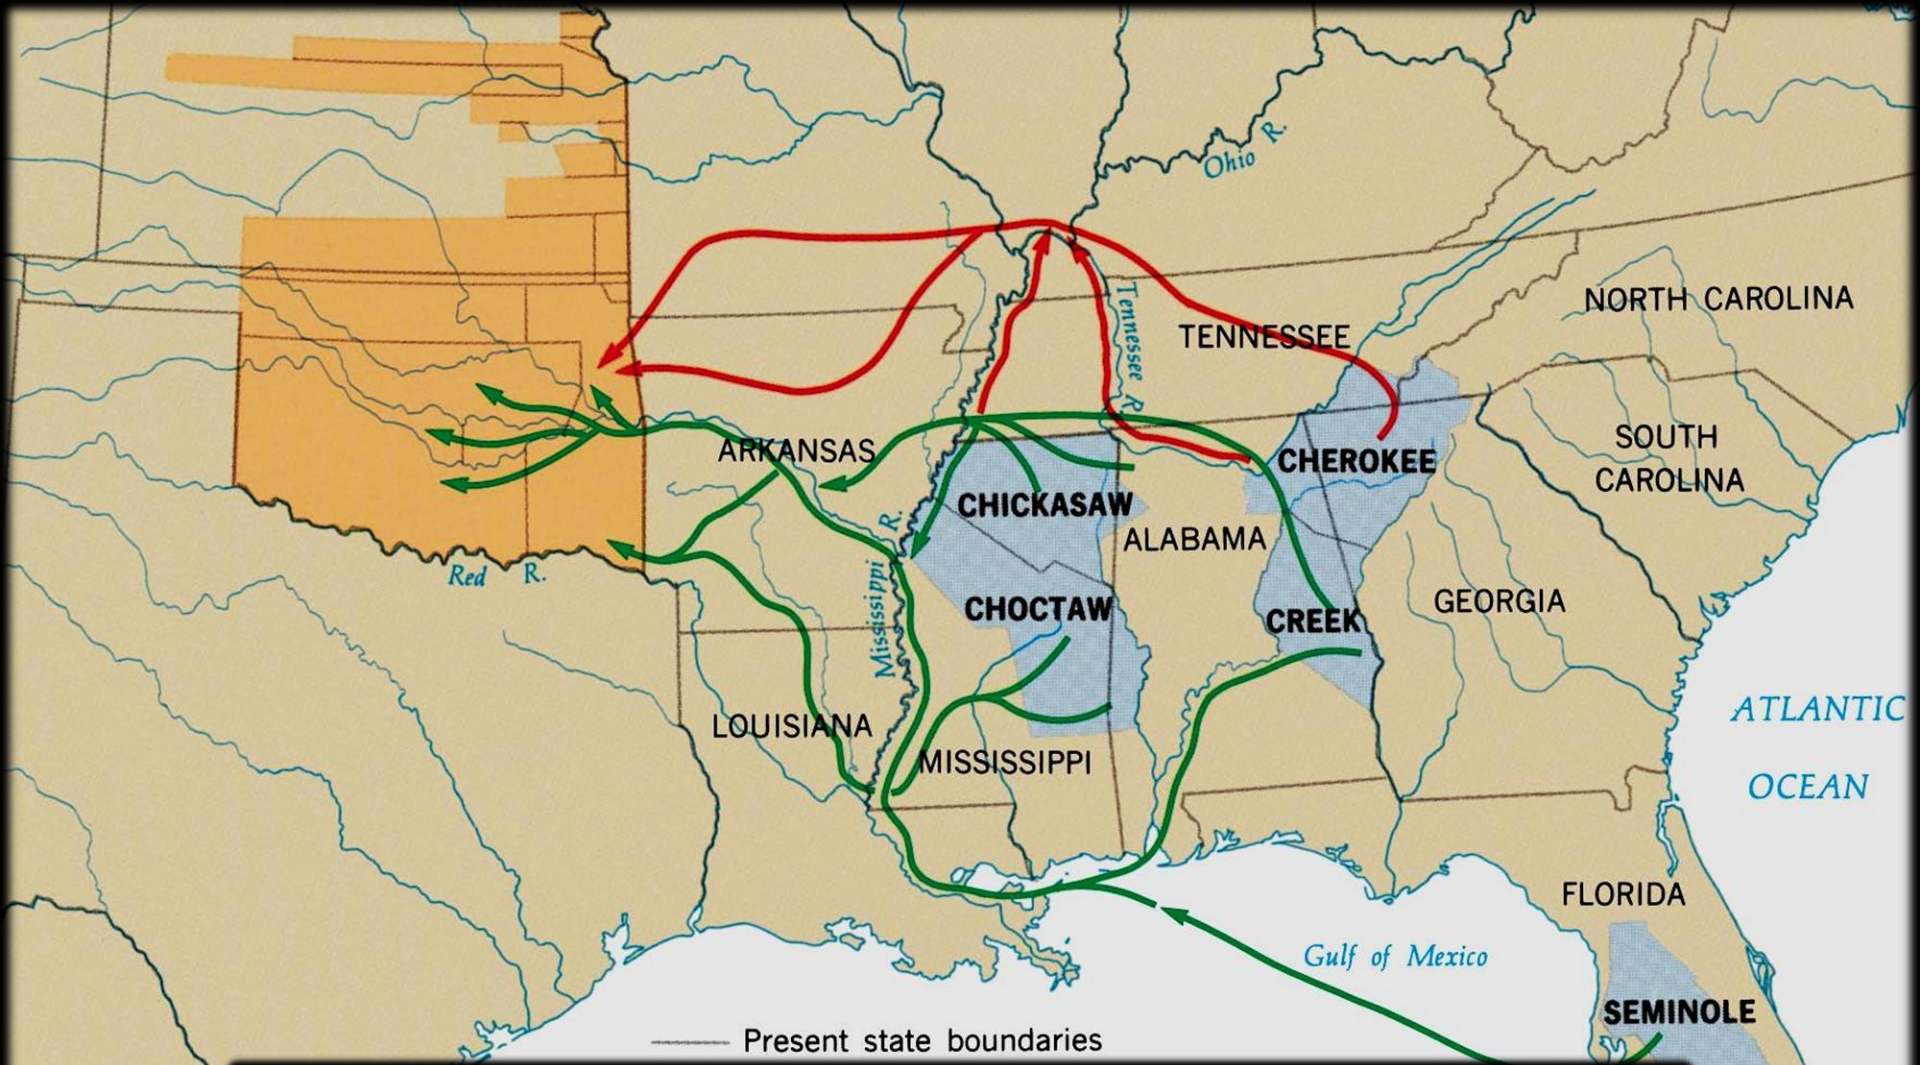 Ohio R.
NORTH CAROLINA
Tennessee R.
TENNESSEE
ARKANSAS
SOUTH
CAROLINA
CHEROKEE
CHICKASAW
ALABAMA
Mississippi R.
Red R.
CHOCTAW
CREEK
GEORGIA
LOUISIANA
MISSISSIPPI
ATLANTIC
OCEAN
FLORIDA
Gulf of Mexico
SEMINOLE
Present state boundaries